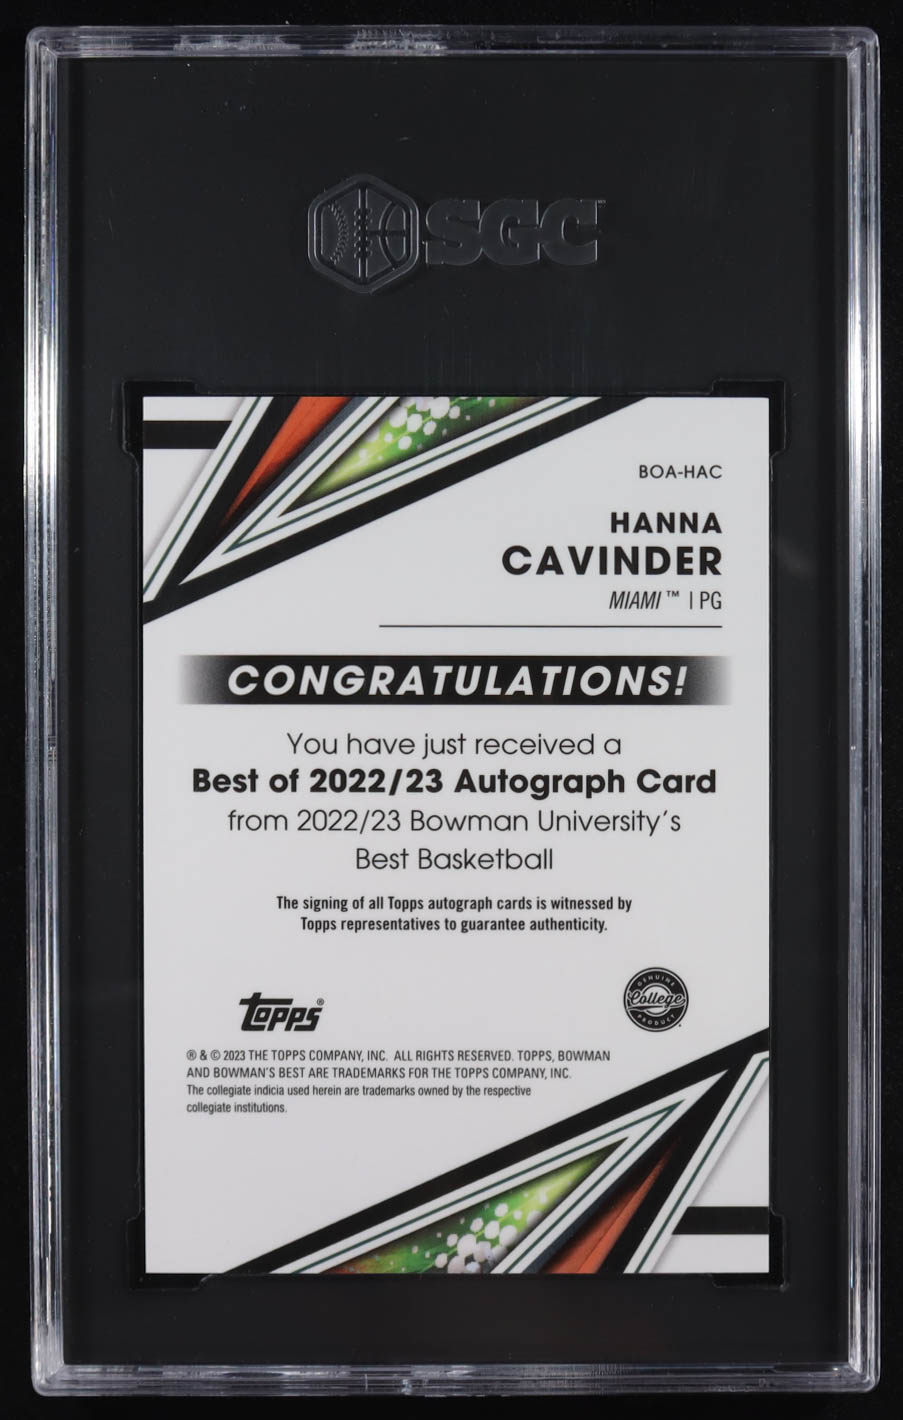 SGC
BOA-HAC
HANNA
CAVINDER
MIAMI™ | PG
CONGRATULATIONS!
You have just received a
Best of 2022/23 Autograph Card
from 2022/23 Bowman University's
Best Basketball
The signing of all Topps autograph cards is witnessed by
Topps representatives to guarantee authenticity.
Topps®
GENUINE
College
PRODUCT
® & © 2023 THE TOPPS COMPANY, INC. ALL RIGHTS RESERVED. TOPPS, BOWMAN
AND BOWMAN'S BEST ARE TRADEMARKS FOR THE TOPPS COMPANY, INC.
The collegiate indicia used herein are trademarks owned by the respective
collegiate institutions.